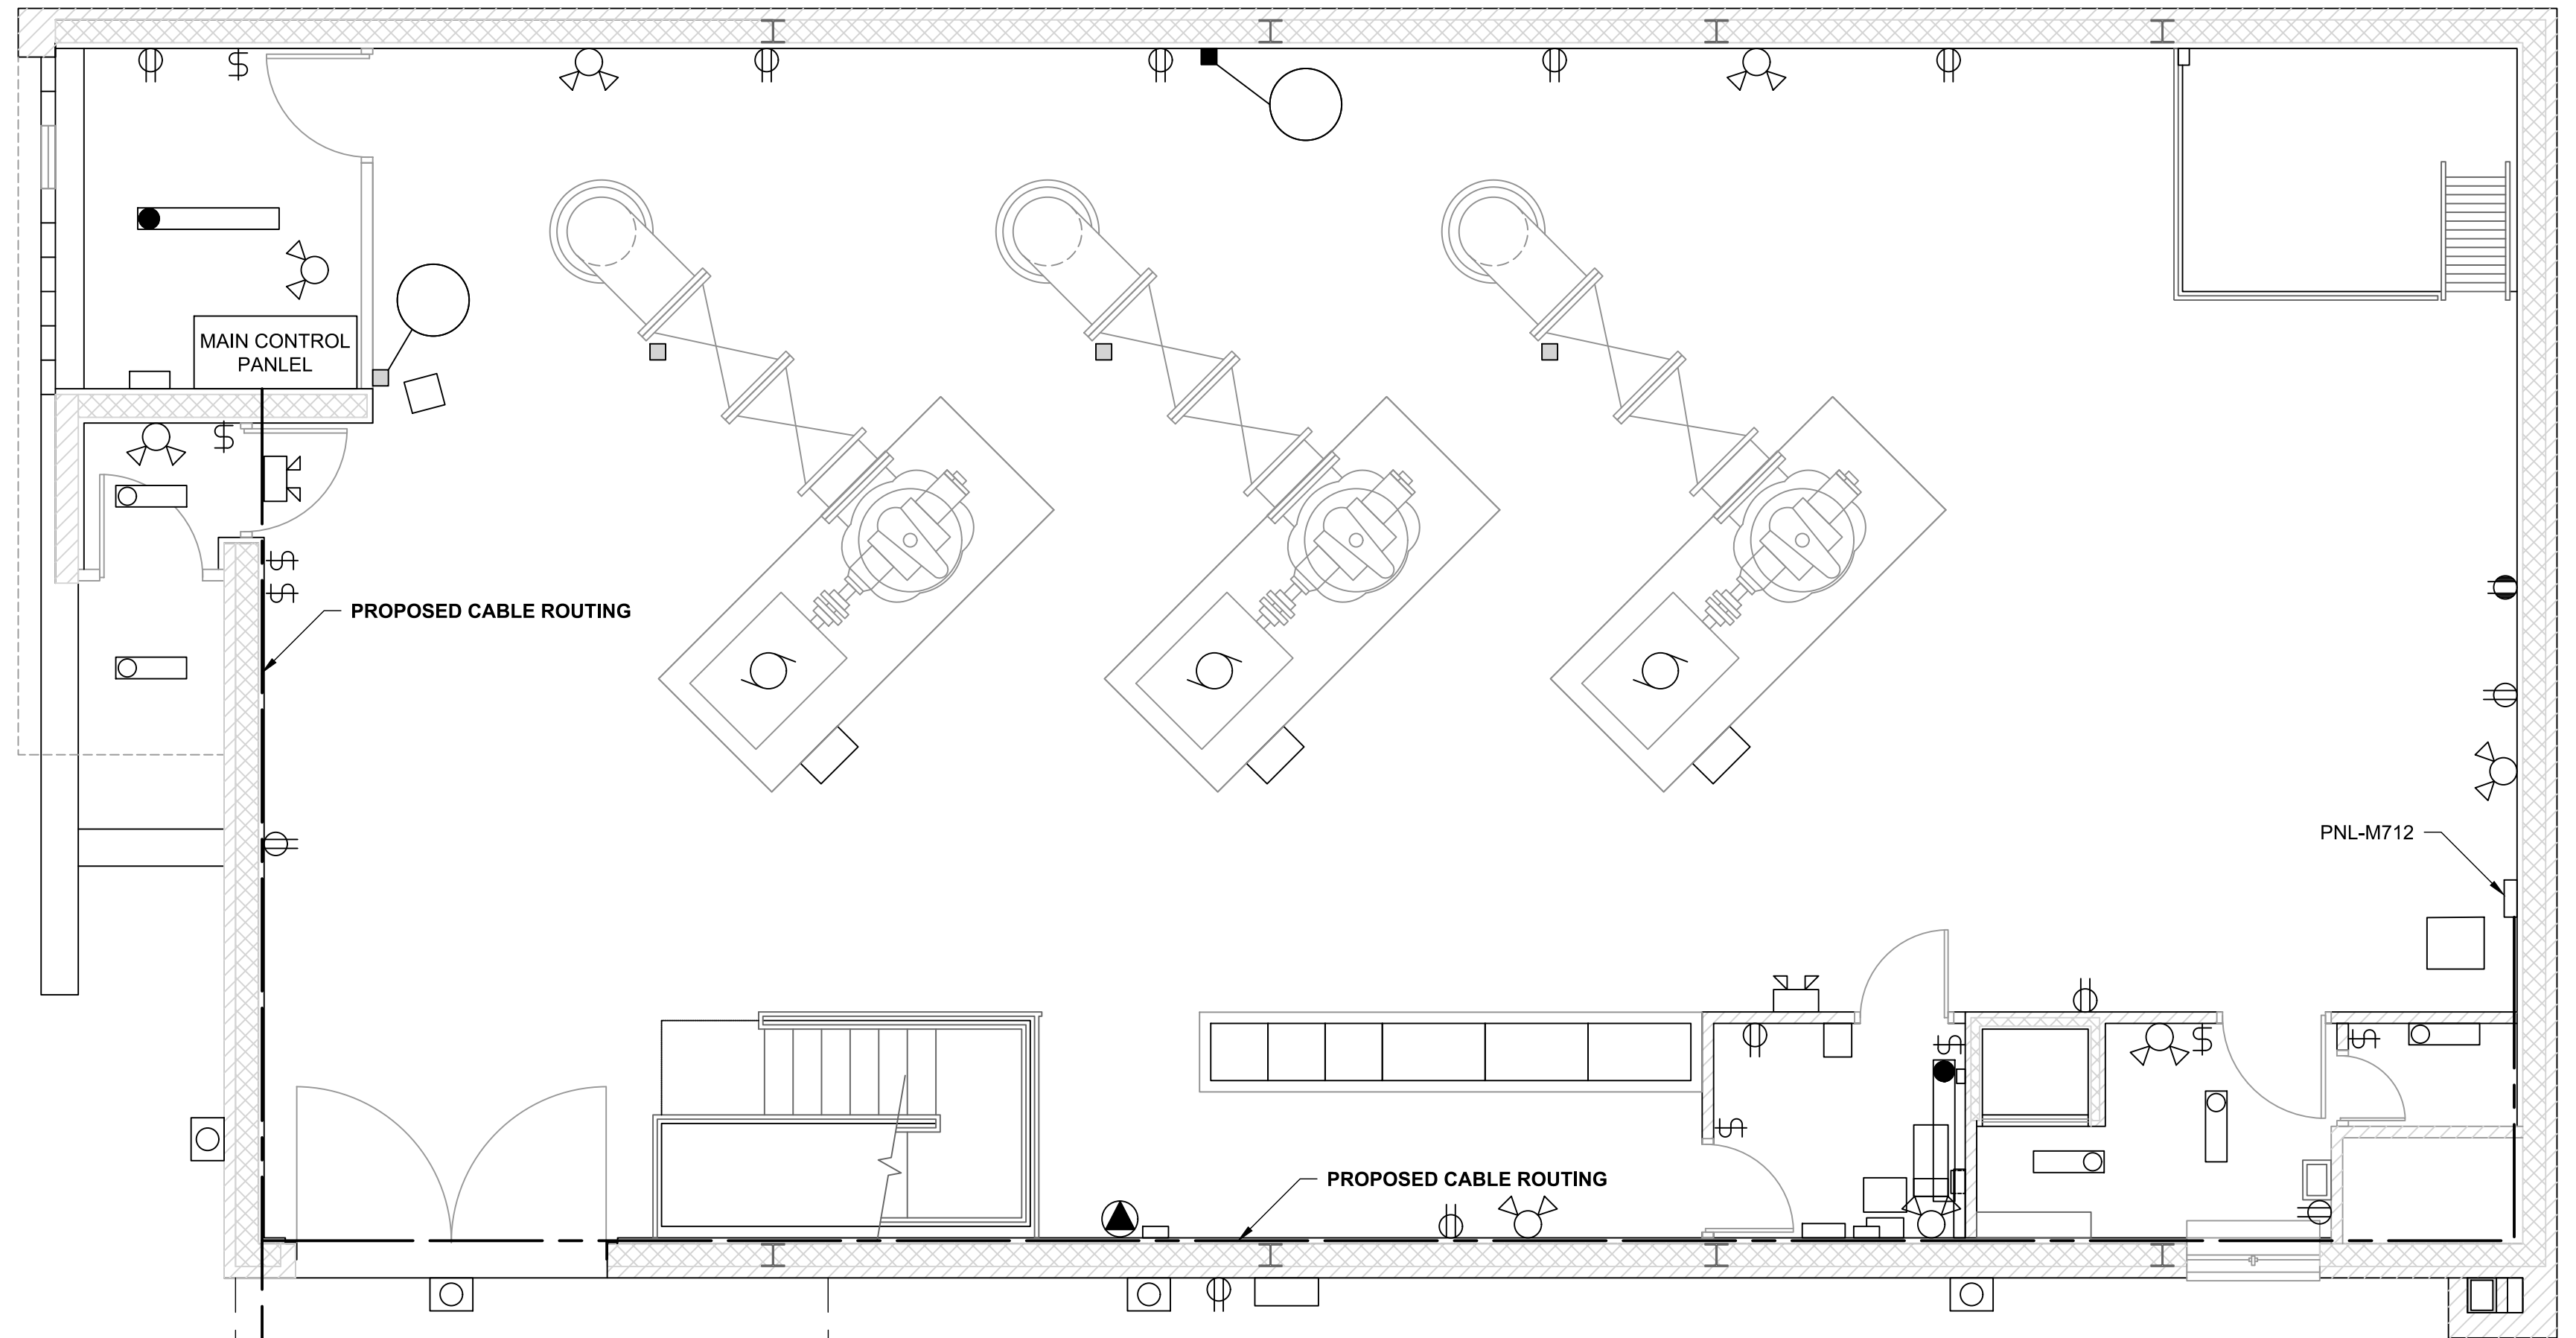 MAIN CONTROL
PANLEL
PROPOSED CABLE ROUTING
PNL-M712
PROPOSED CABLE ROUTING